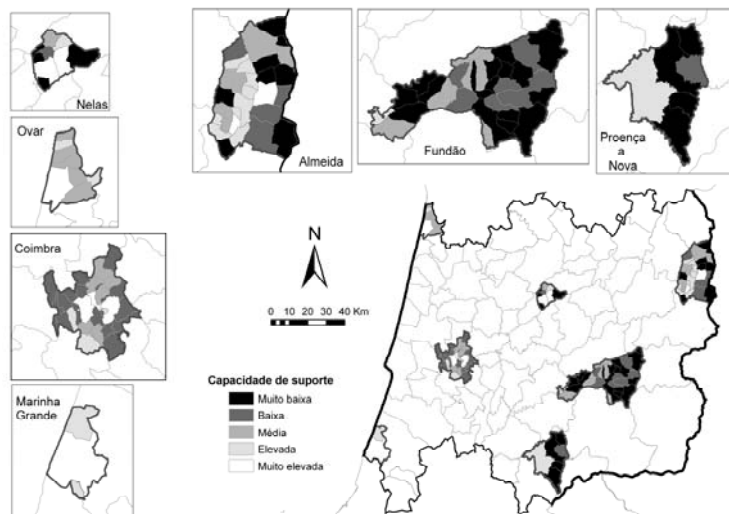 Nelas
Ovar
Coimbra
Marinha
Grande
Almeida
Fundão
Proença
a
Nova
N
0 10 20 30 40 Km
Capacidade de suporte
Muito baixa
Baixa
Média
Elevada
Muito elevada